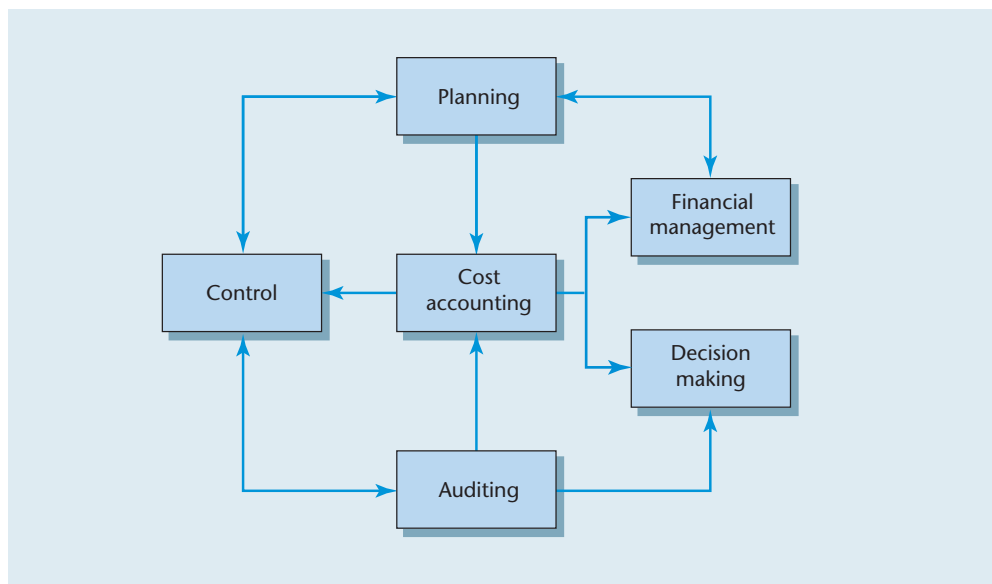 Planning
Financial
management
Control
Cost
accounting
Decision
making
Auditing